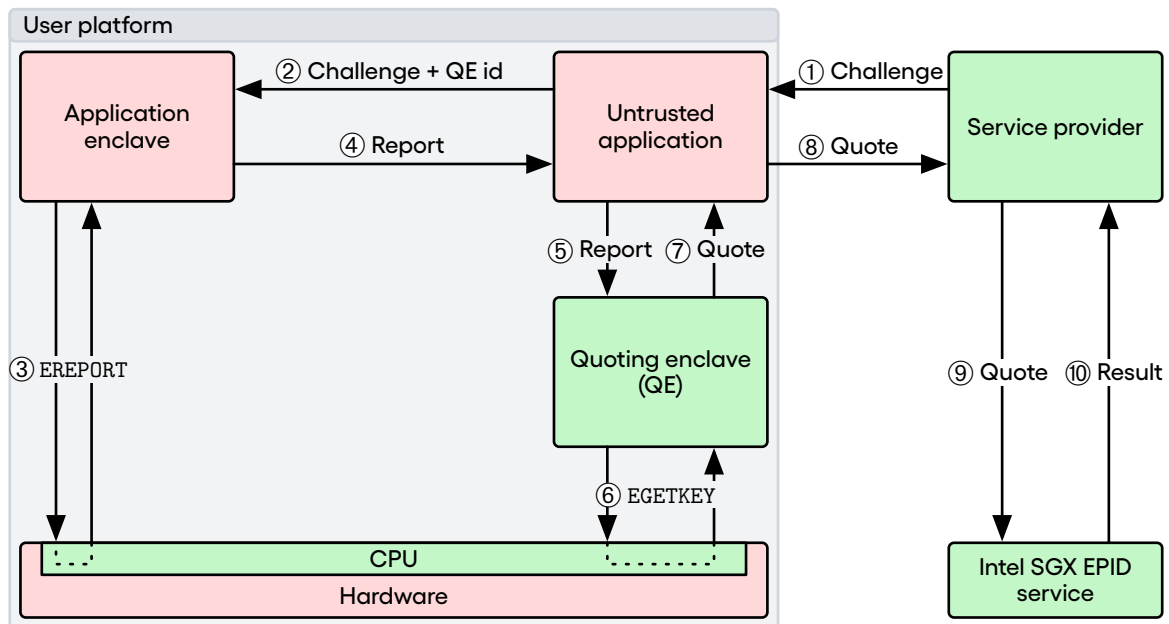 User platform
② Challenge + QE id
① Challenge
Application
enclave
Untrusted
application
Service provider
④ Report
⑧ Quote
⑤ Report
⑦ Quote
③ EREPORT
Quoting enclave
(QE)
⑨ Quote
⑩ Result
⑥ EGETKEY
CPU
Hardware
Intel SGX EPID
service